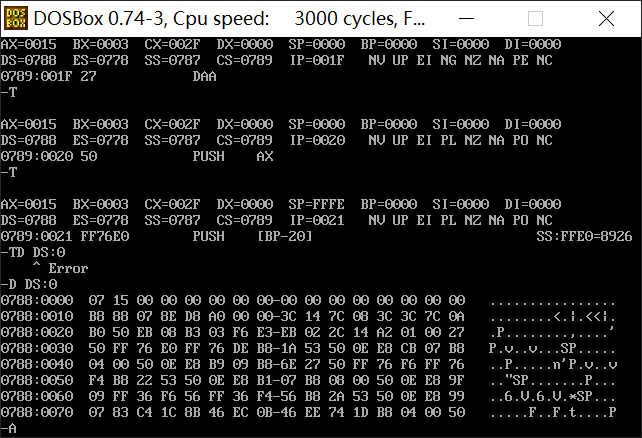 DOSBox 0.74-3, Cpu speed: 3000 cycles, F...
AX=0015 BX=0003 CX=002F DX=0000 SP=0000 BP=0000 SI=0000 DI=0000
DS=0788 ES=0778 SS=0787 CS=0789 IP=001F NV UP EI NG NZ NA PE NC
0789:001F 27 DAA
-T
AX=0015 BX=0003 CX=002F DX=0000 SP=0000 BP=0000 SI=0000 DI=0000
DS=0788 ES=0778 SS=0787 CS=0789 IP=0020 NV UP EI PL NZ NA PO NC
0789:0020 50 PUSH AX
-T
AX=0015 BX=0003 CX=002F DX=0000 SP=FFFE BP=0000 SI=0000 DI=0000
DS=0788 ES=0778 SS=0787 CS=0789 IP=0021 NV UP EI PL NZ NA PO NC
0789:0021 FF76E0 PUSH [BP-20] SS:FFE0=8926
-TD DS:0
^ Error
-D DS:0
0788:0000 07 15 00 00 00 00 00 00-00 00 00 00 00 00 00 00 ................
0788:0010 B8 88 07 8E D8 A0 00 00-3C 14 7C 08 3C 3C 7C 0A ........<.|.<<|.
0788:0020 B0 50 EB 08 B3 03 F6 E3-EB 02 2C 14 A2 01 00 27 .P........,....'
0788:0030 50 FF 76 E0 FF 76 DE B8-1A 53 50 0E E8 CB 07 B8 P.v..v...SP.....
0788:0040 04 00 50 0E E8 B9 09 B8-6E 27 50 FF 76 F6 FF 76 ..P.....n'P.v..v
0788:0050 F4 B8 22 53 50 0E E8 B1-07 B8 08 00 50 0E E8 9F .."SP.......P...
0788:0060 09 FF 36 F6 56 FF 36 F4-56 B8 2A 53 50 0E E8 99 ..6.V.6.V.*SP...
0788:0070 07 83 C4 1C 8B 46 EC 0B-46 EE 74 1D B8 04 00 50 .....F..F.t....P
-A